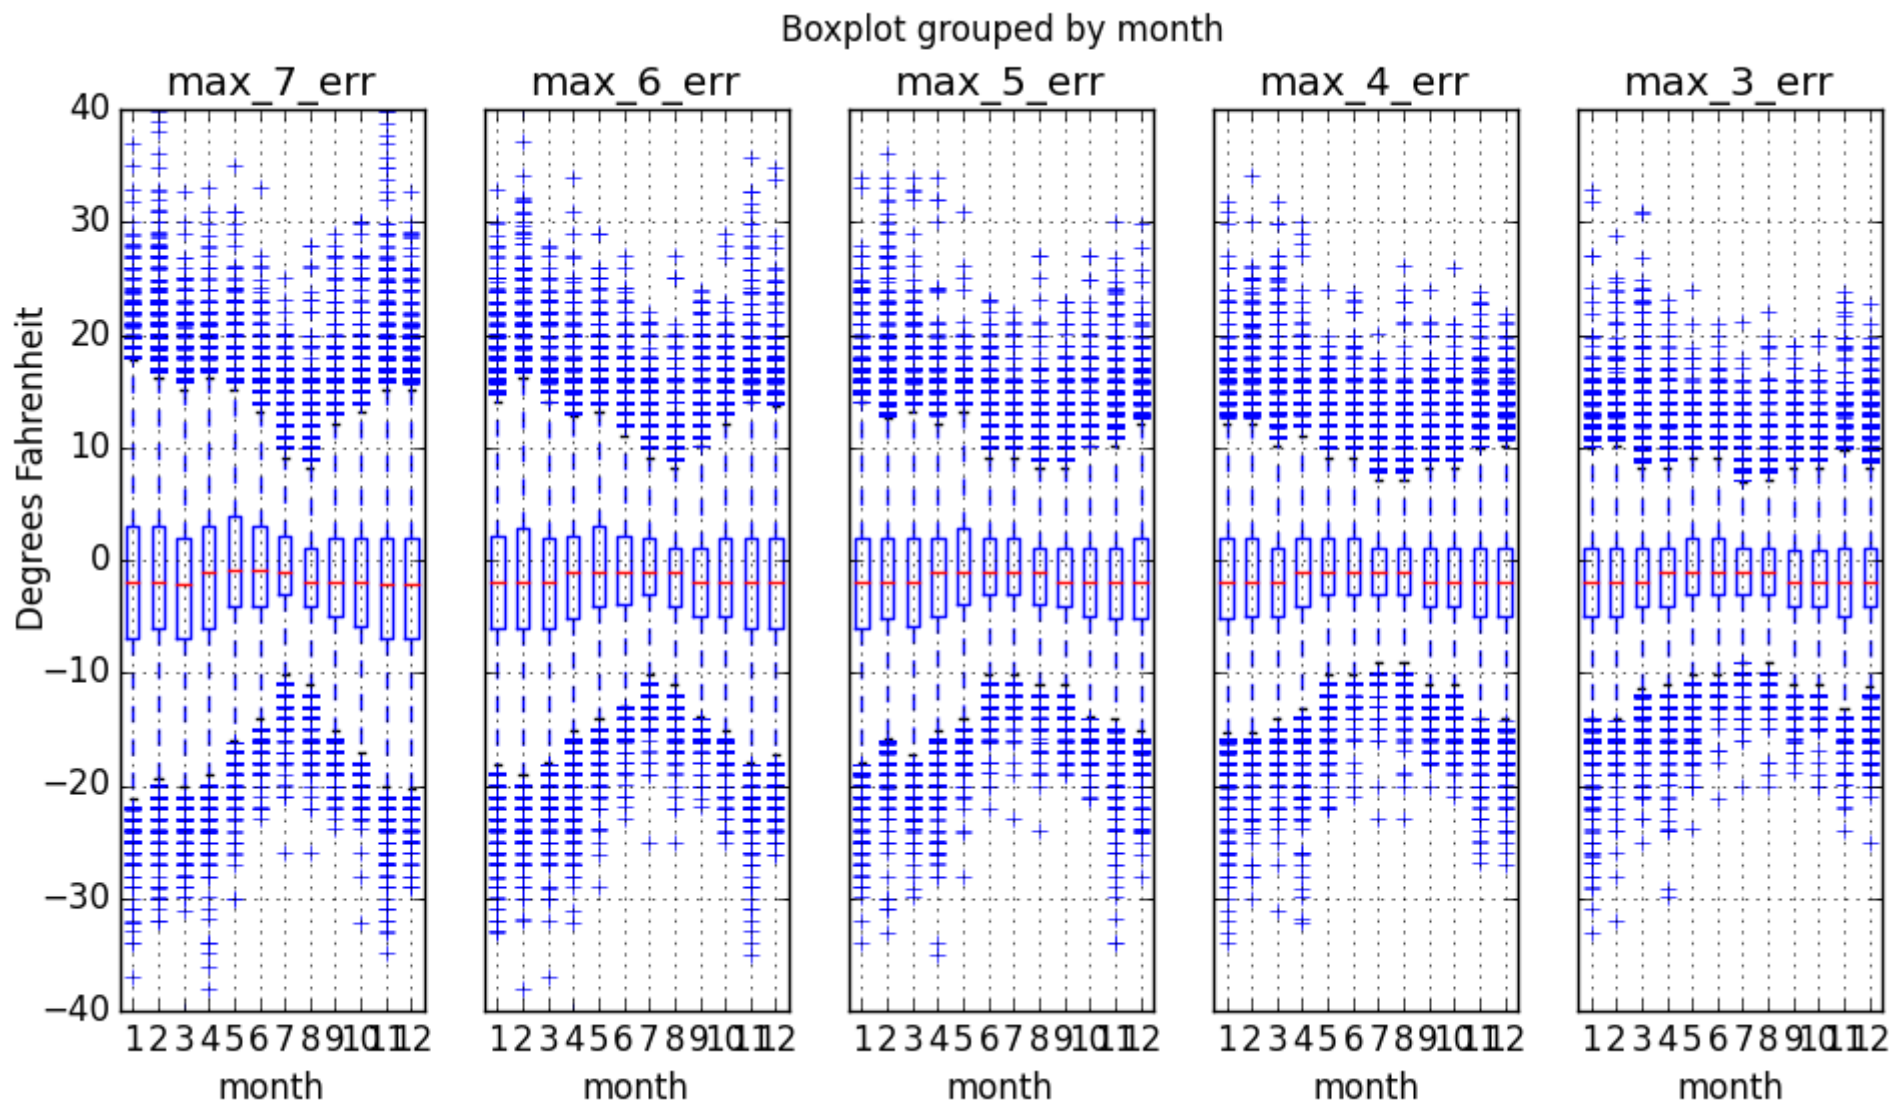 Boxplot grouped by month
max_7_err max_6_err max_5_err max_4_err max_3_err
Degrees Fahrenheit
40
30
20
10
0
−10
−20
−30
−40
1 2 3 4 5 6 7 8 9 10 11 12 1 2 3 4 5 6 7 8 9 10 11 12 1 2 3 4 5 6 7 8 9 10 11 12 1 2 3 4 5 6 7 8 9 10 11 12 1 2 3 4 5 6 7 8 9 10 11 12
month month month month month